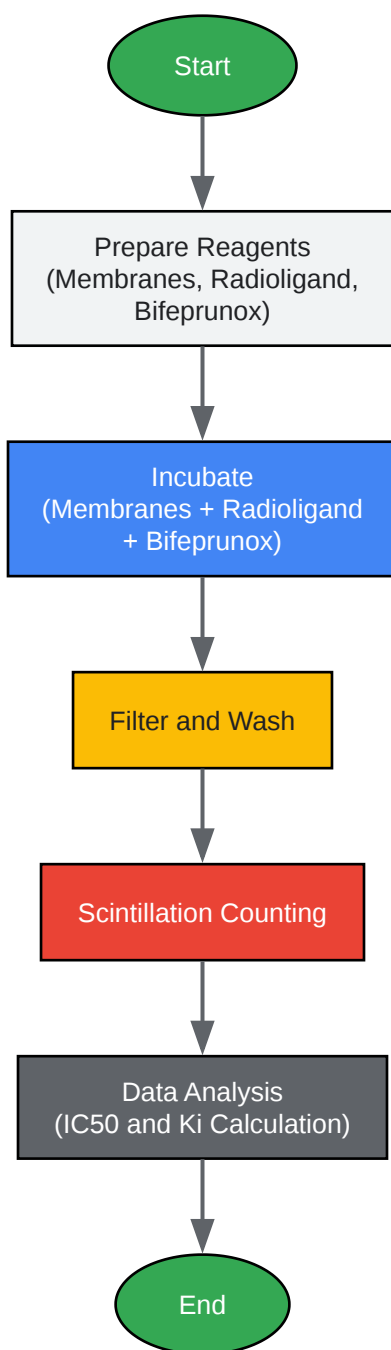 Start
Prepare Reagents
(Membranes, Radioligand,
Bifeprunox)
Incubate
(Membranes + Radioligand
+ Bifeprunox)
Filter and Wash
Scintillation Counting
Data Analysis
(IC50 and Ki Calculation)
End